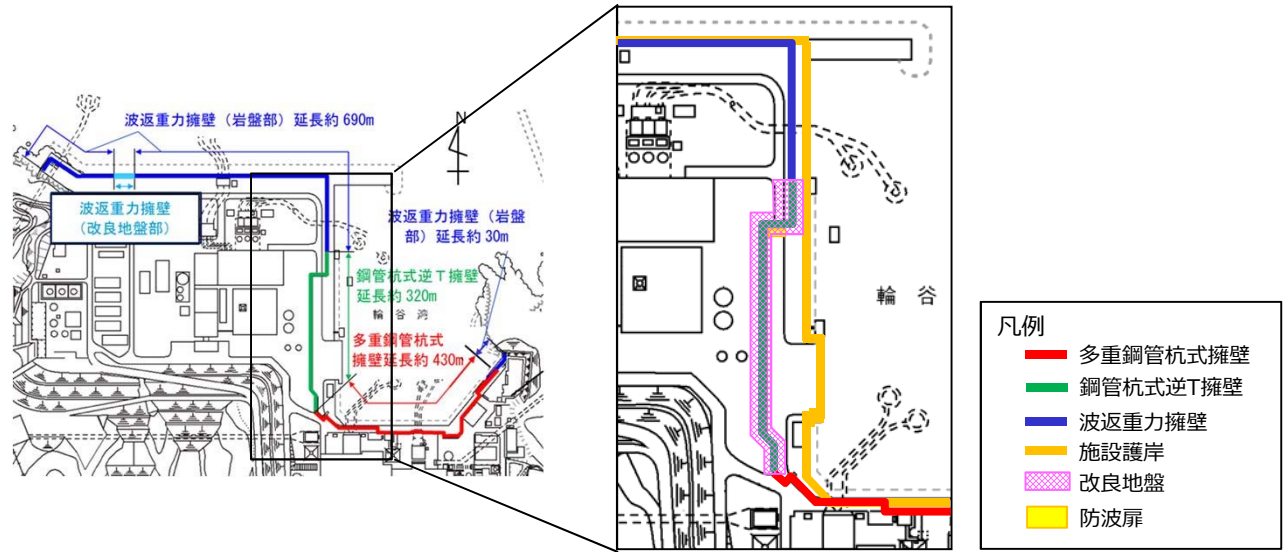 波返重力擁壁（岩盤部）延長約 690m
N
波返重力擁壁
（改良地盤部）
波返重力擁壁（岩盤
部）延長約 30m
鋼管杭式逆Ｔ擁壁
延長約 320m
輪 谷 湾
多重鋼管杭式
擁壁延長約 430m
輪 谷
凡例
多重鋼管杭式擁壁
鋼管杭式逆T擁壁
波返重力擁壁
施設護岸
改良地盤
防波扉